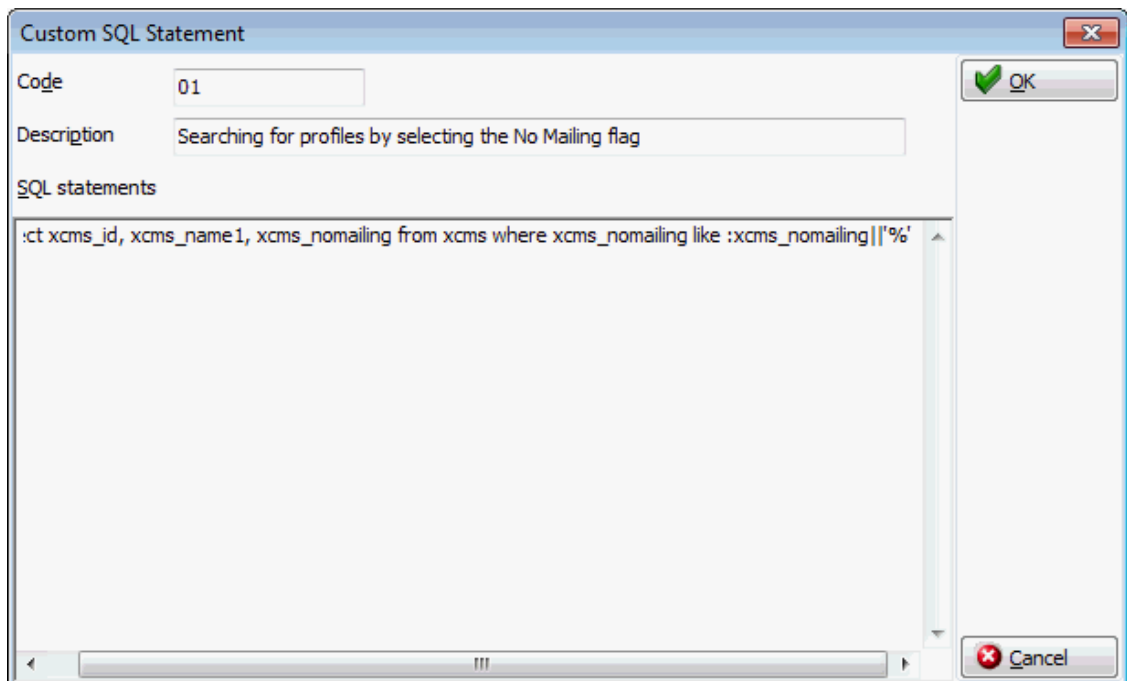 Custom SQL Statement
Code 01
OK
Description Searching for profiles by selecting the No Mailing flag
SQL statements
ct xcms_id, xcms_name1, xcms_nomailing from xcms where xcms_nomailing like :xcms_nomailing||'%'
Cancel